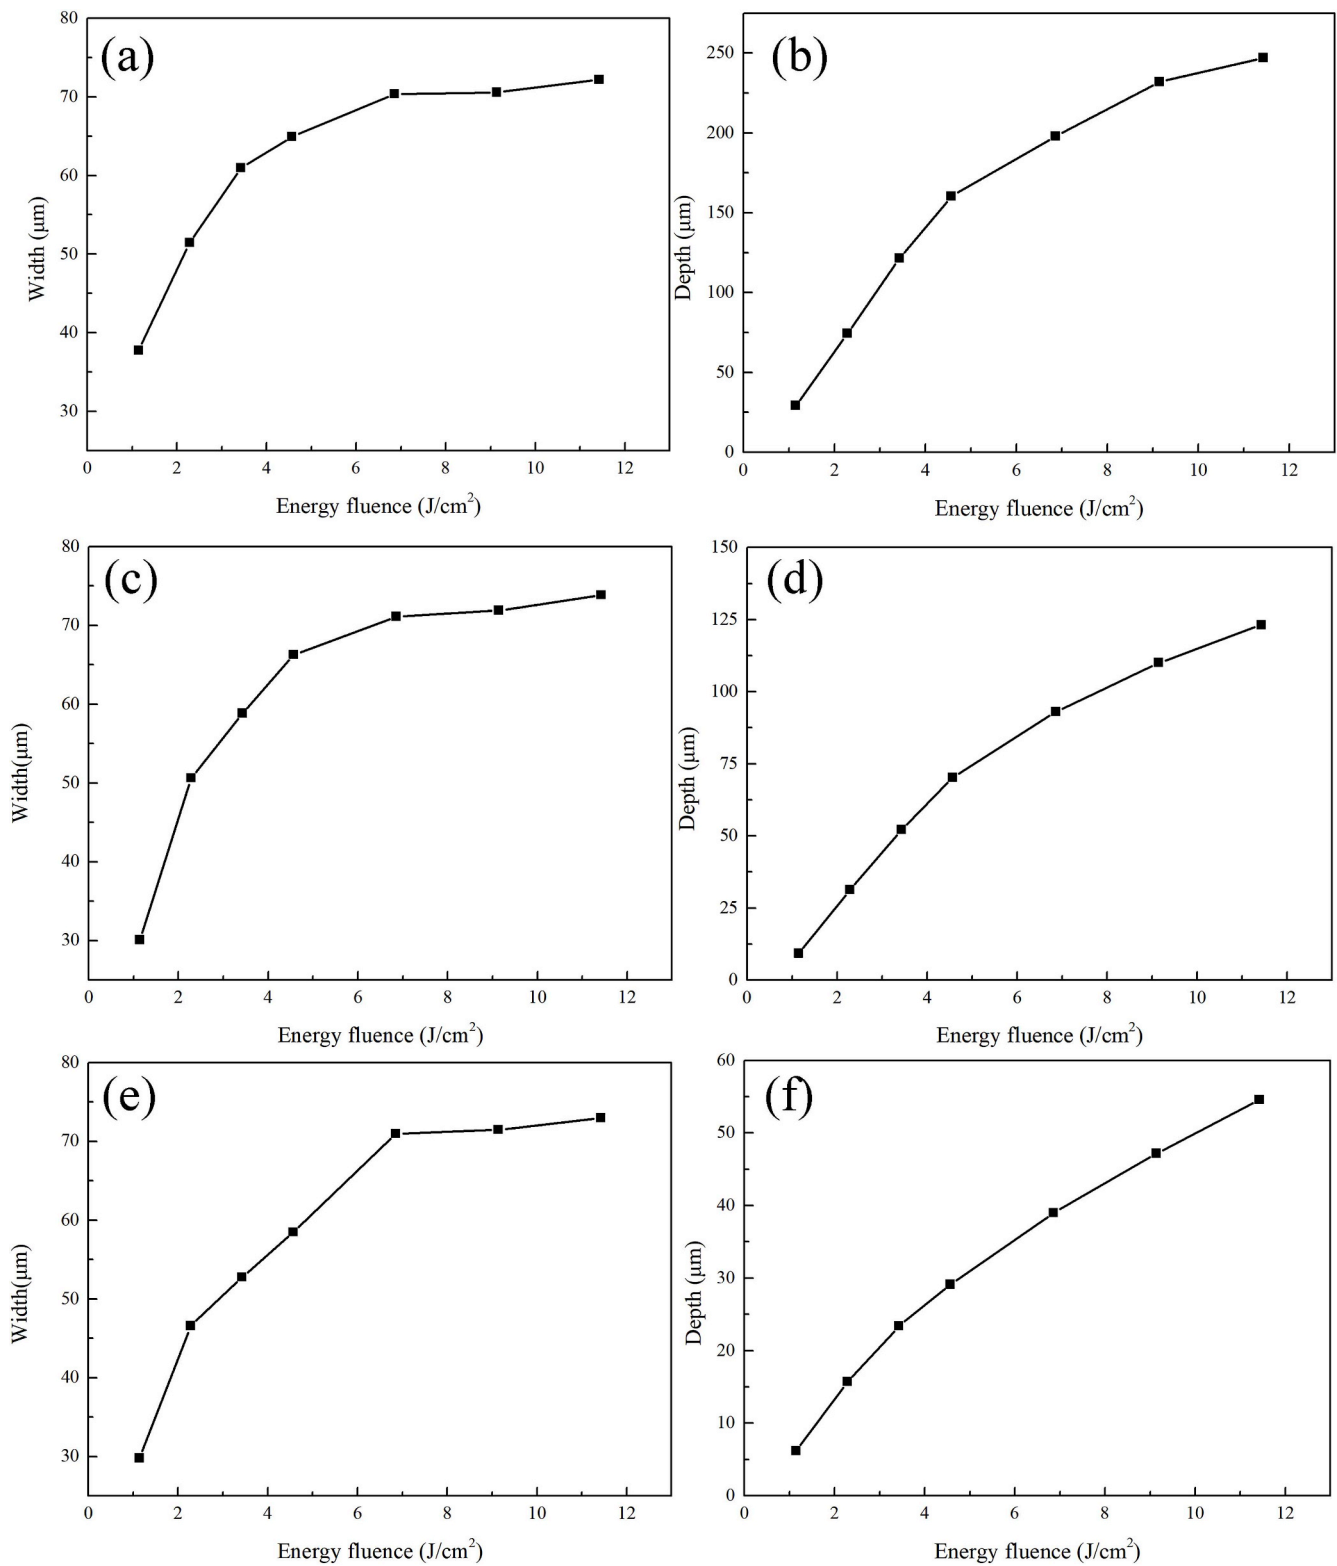 (a)
80
70
60
50
40
30
Width (μm)
0 2 4 6 8 10 12
Energy fluence (J/cm²)
(b)
250
200
150
100
50
0
Depth (μm)
0 2 4 6 8 10 12
Energy fluence (J/cm²)
(c)
80
70
60
50
40
30
Width(μm)
0 2 4 6 8 10 12
Energy fluence (J/cm²)
(d)
150
125
100
75
50
25
0
Depth (μm)
0 2 4 6 8 10 12
Energy fluence (J/cm²)
(e)
80
70
60
50
40
30
Width(μm)
0 2 4 6 8 10 12
Energy fluence (J/cm²)
(f)
60
50
40
30
20
10
0
Depth (μm)
0 2 4 6 8 10 12
Energy fluence (J/cm²)